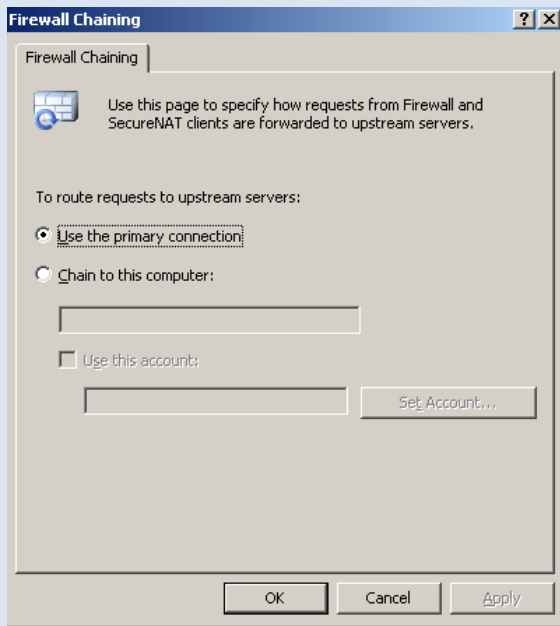 Firewall Chaining
Firewall Chaining
Use this page to specify how requests from Firewall and
SecureNAT clients are forwarded to upstream servers.
To route requests to upstream servers:
Use the primary connection
Chain to this computer:
Use this account:
Set Account...
OK
Cancel
Apply